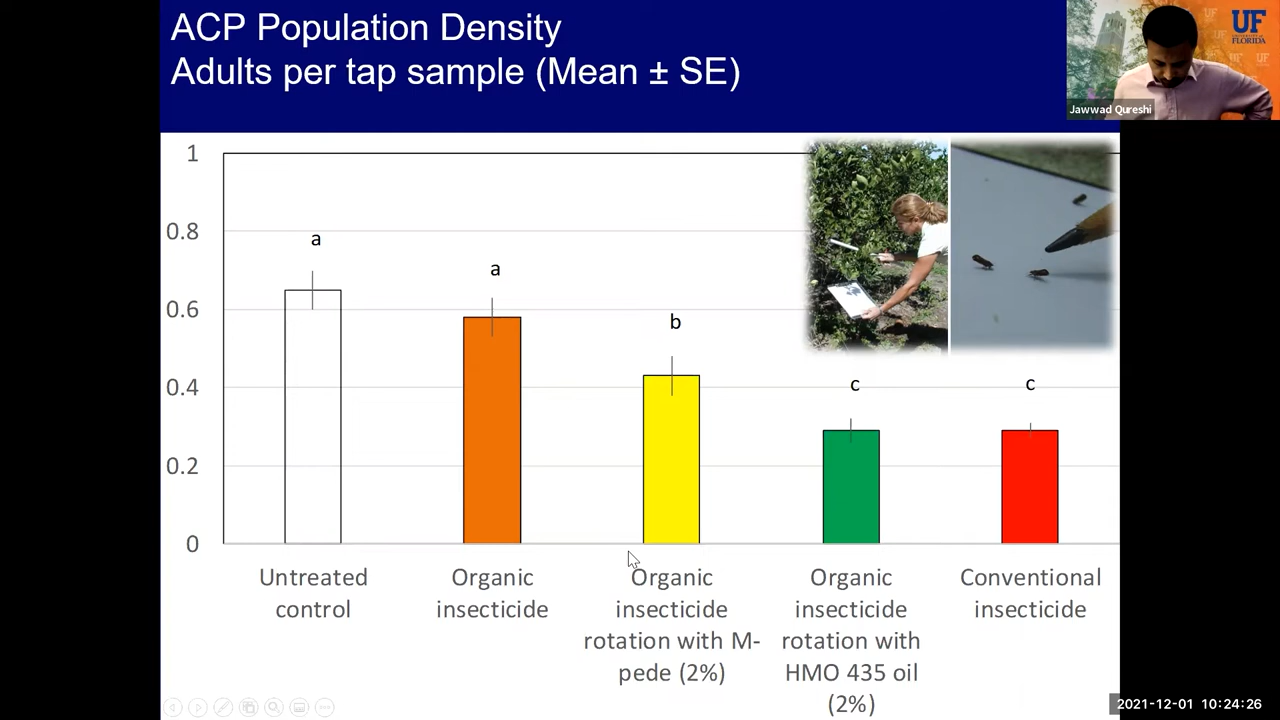 ACP Population Density
Adults per tap sample (Mean ± SE)
UF
UNIVERSITY of
FLORIDA
Jawwad Qureshi
1
0.8
0.6
0.4
0.2
0
a
a
b
c
c
Untreated
control
Organic
insecticide
Organic
insecticide
rotation with M-
pede (2%)
Organic
insecticide
rotation with
HMO 435 oil
(2%)
Conventional
insecticide
2021-12-01 10:24:26